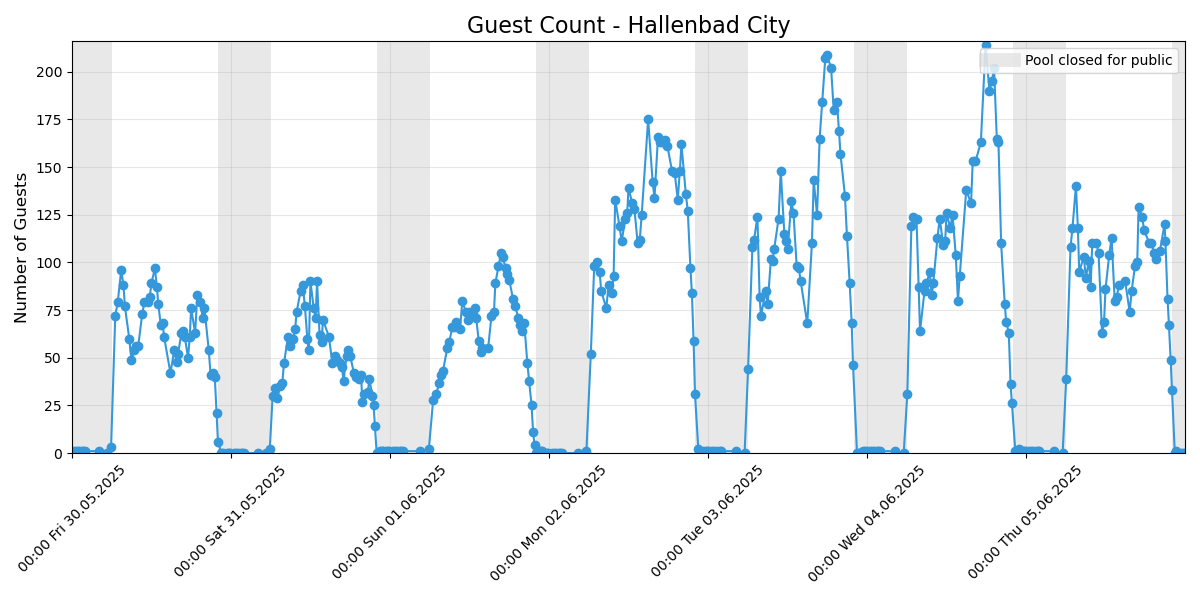 Guest Count - Hallenbad City
Pool closed for public
Number of Guests
200
175
150
125
100
75
50
25
0
00:00 Fri 30.05.2025
00:00 Sat 31.05.2025
00:00 Sun 01.06.2025
00:00 Mon 02.06.2025
00:00 Tue 03.06.2025
00:00 Wed 04.06.2025
00:00 Thu 05.06.2025